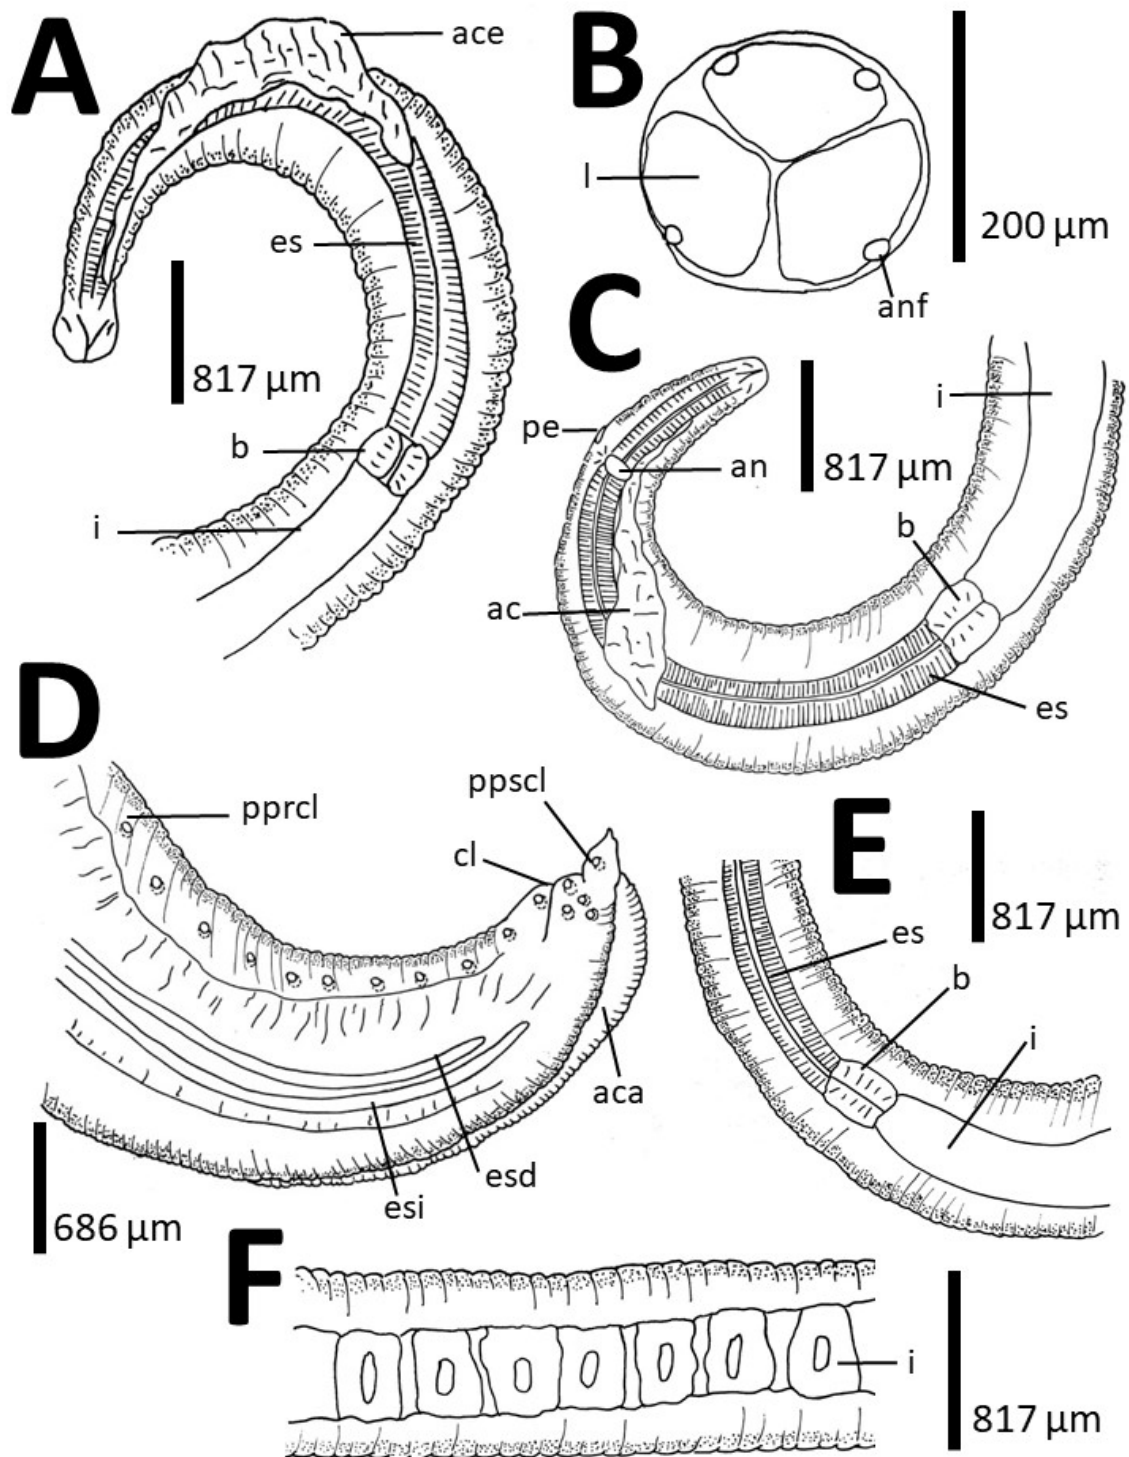 A
ace
es
817 µm
b
i
B
l
200 µm
anf
C
i
pe
an
817 µm
b
ac
es
D
pprcl
ppscl
cl
aca
esd
esi
686 µm
E
817 µm
es
b
i
F
i
817 µm